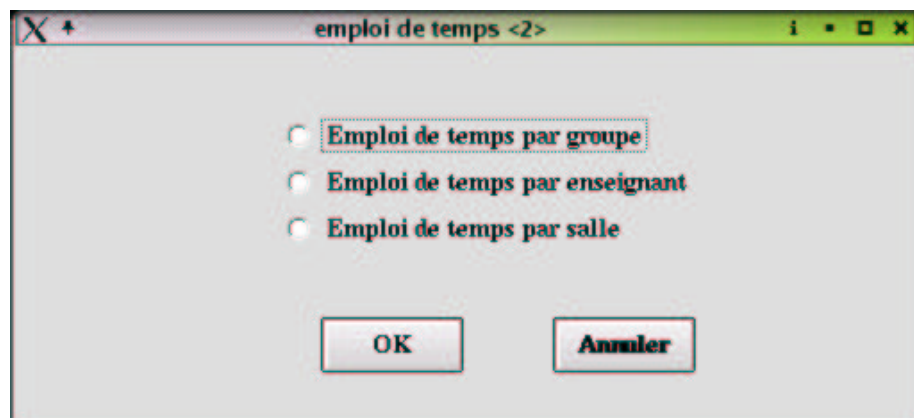 emploi de temps <2>
Emploi de temps par groupe
Emploi de temps par enseignant
Emploi de temps par salle
OK Annuler